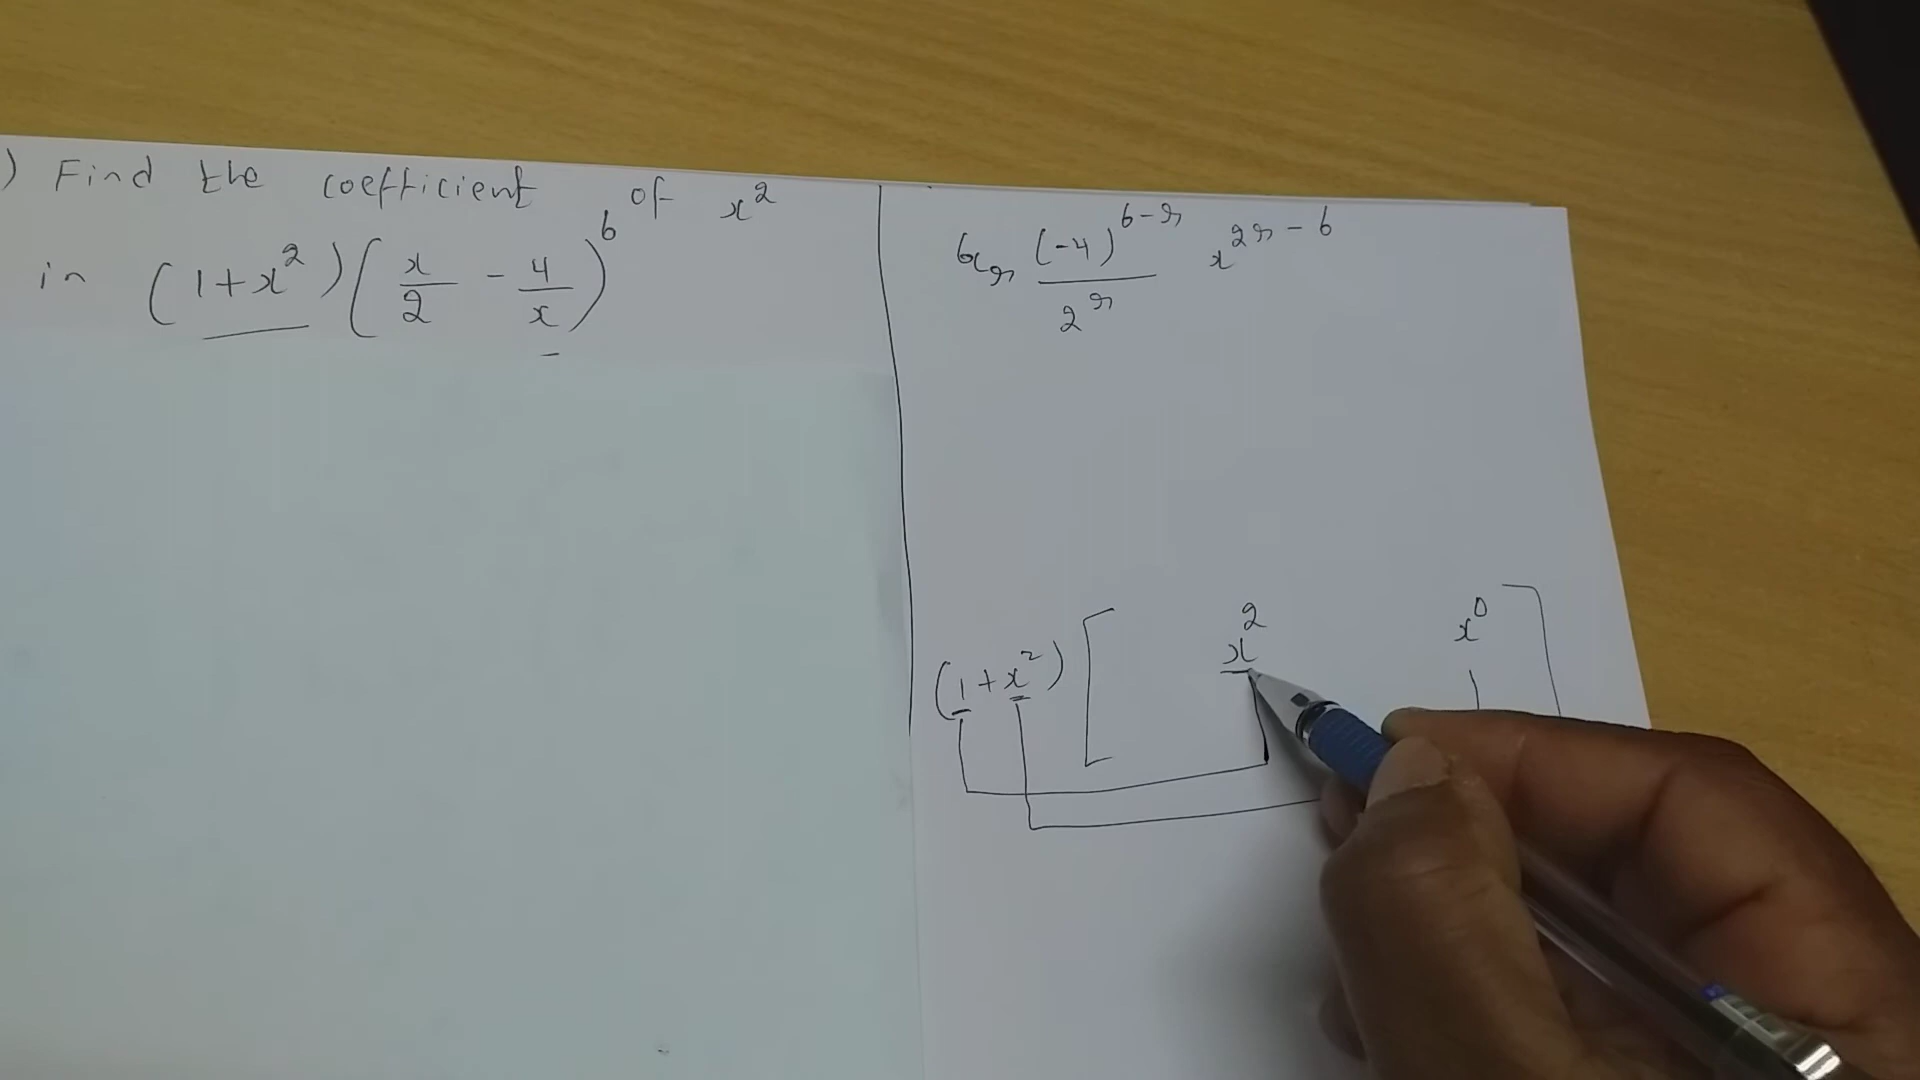 ) Find the coefficient of x²
in (1+x²)(x/2 - 4/x)⁶
6Cr (-4)^(6-r)/2^r x^(2r-6)
(1+x²)[ x² x⁰ ]